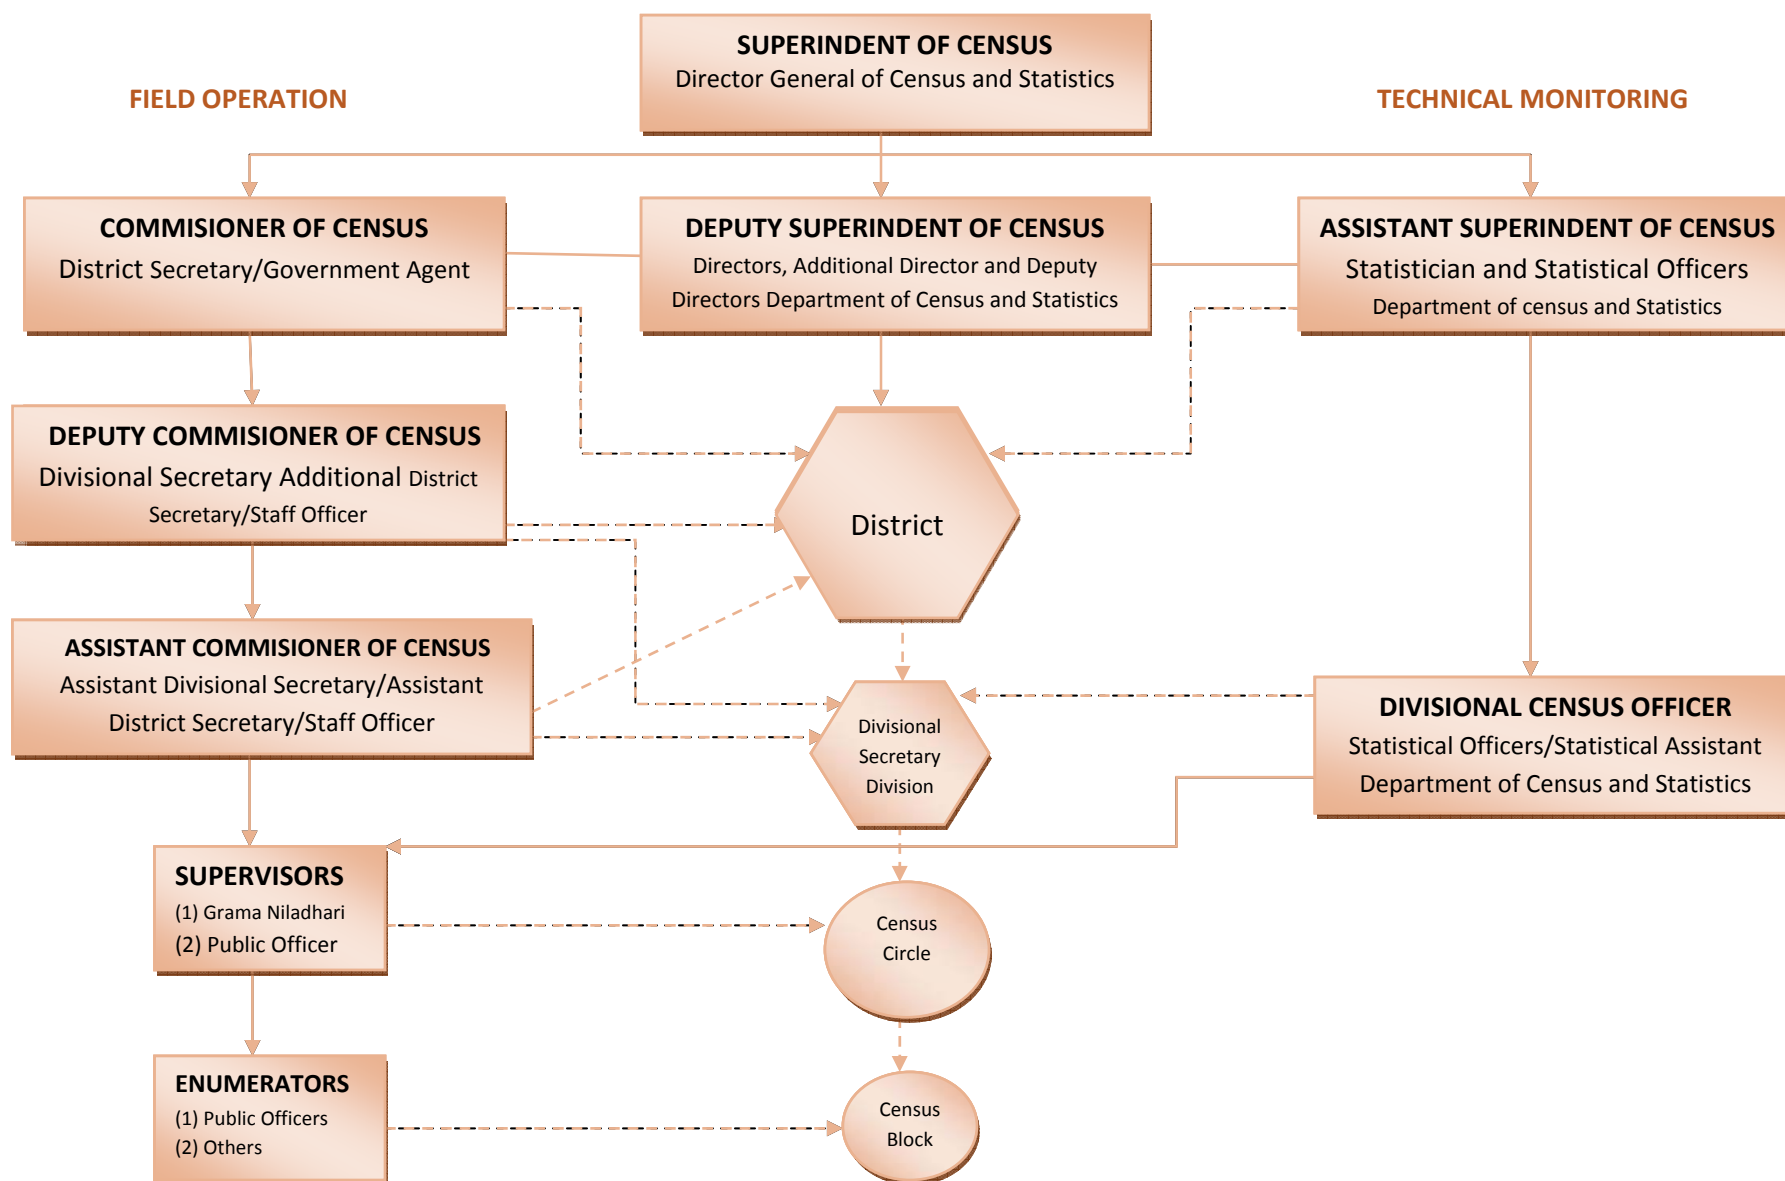 SUPERINDENT OF CENSUS
Director General of Census and Statistics
FIELD OPERATION
TECHNICAL MONITORING
COMMISIONER OF CENSUS
District Secretary/Government Agent
DEPUTY SUPERINDENT OF CENSUS
Directors, Additional Director and Deputy
Directors Department of Census and Statistics
ASSISTANT SUPERINDENT OF CENSUS
Statistician and Statistical Officers
Department of census and Statistics
DEPUTY COMMISIONER OF CENSUS
Divisional Secretary Additional District
Secretary/Staff Officer
District
ASSISTANT COMMISIONER OF CENSUS
Assistant Divisional Secretary/Assistant
District Secretary/Staff Officer
Divisional
Secretary
Division
DIVISIONAL CENSUS OFFICER
Statistical Officers/Statistical Assistant
Department of Census and Statistics
SUPERVISORS
(1) Grama Niladhari
(2) Public Officer
Census
Circle
ENUMERATORS
(1) Public Officers
(2) Others
Census
Block